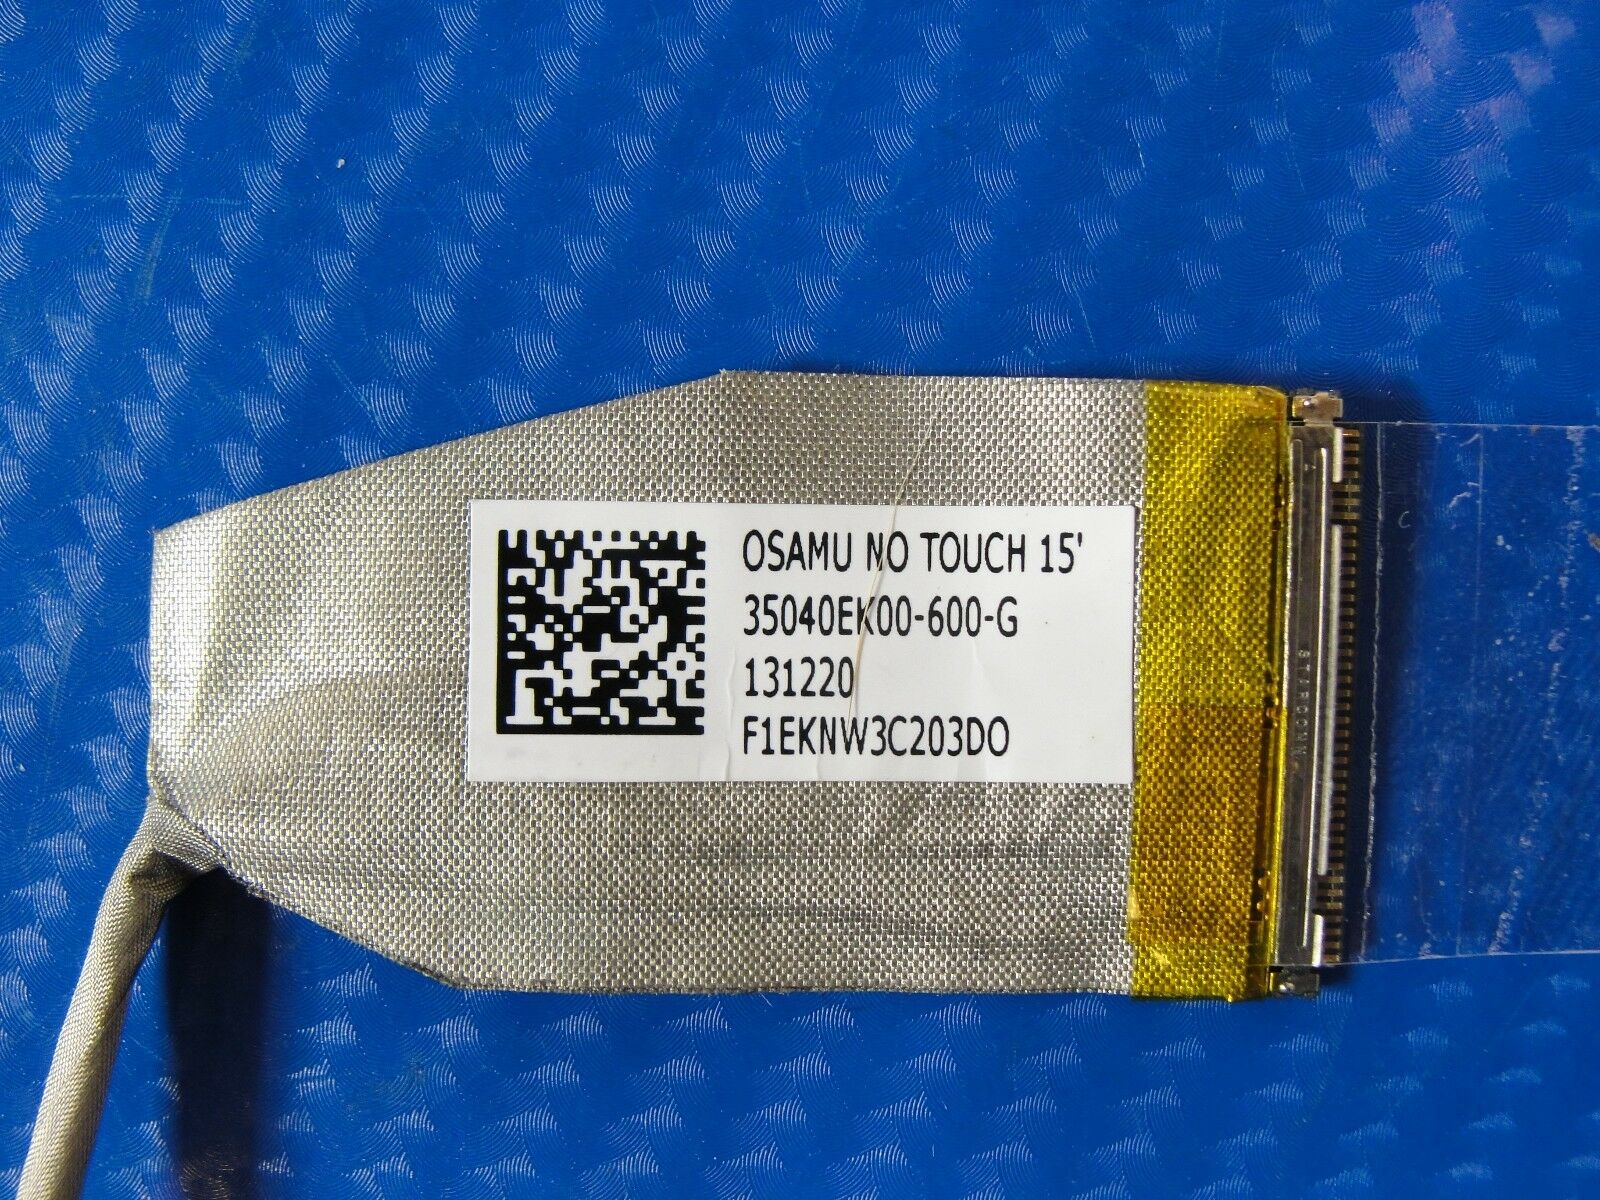 OSAMU NO TOUCH 15'
35040EK00-600-G
131220
F1EKNW3C203DO